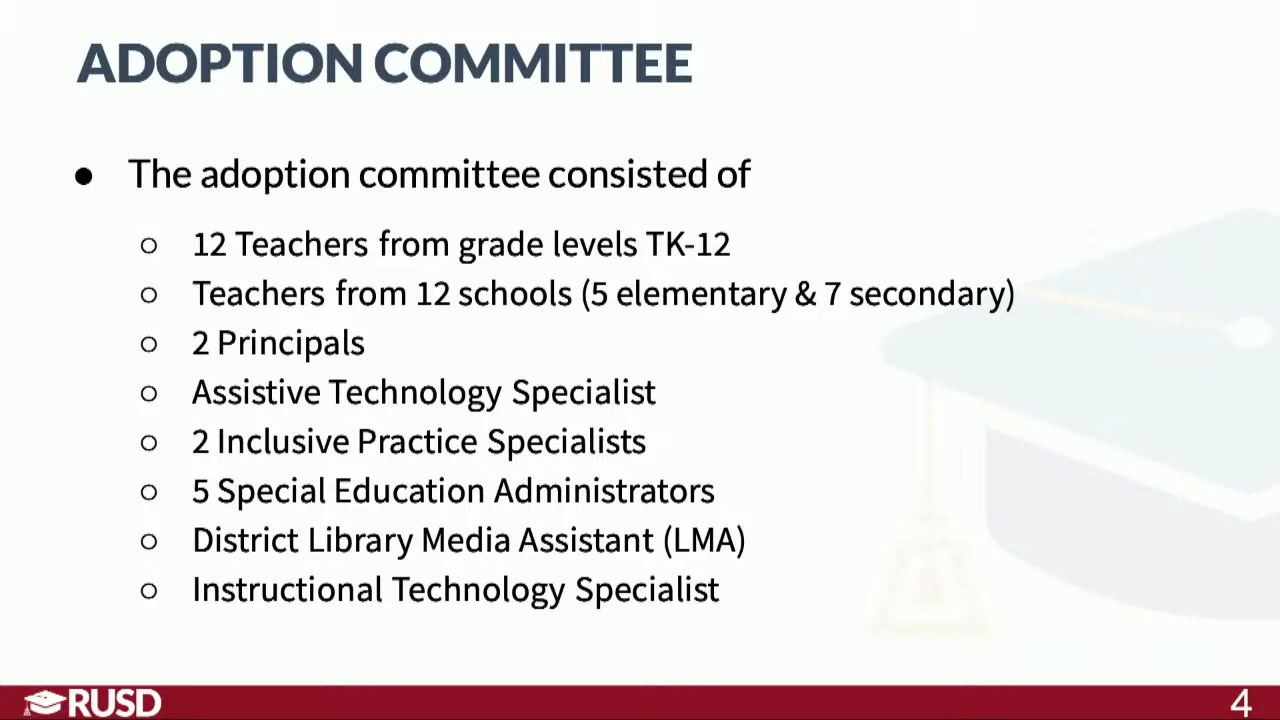 ADOPTION COMMITTEE
● The adoption committee consisted of
○ 12 Teachers from grade levels TK-12
○ Teachers from 12 schools (5 elementary & 7 secondary)
○ 2 Principals
○ Assistive Technology Specialist
○ 2 Inclusive Practice Specialists
○ 5 Special Education Administrators
○ District Library Media Assistant (LMA)
○ Instructional Technology Specialist
RUSD
4